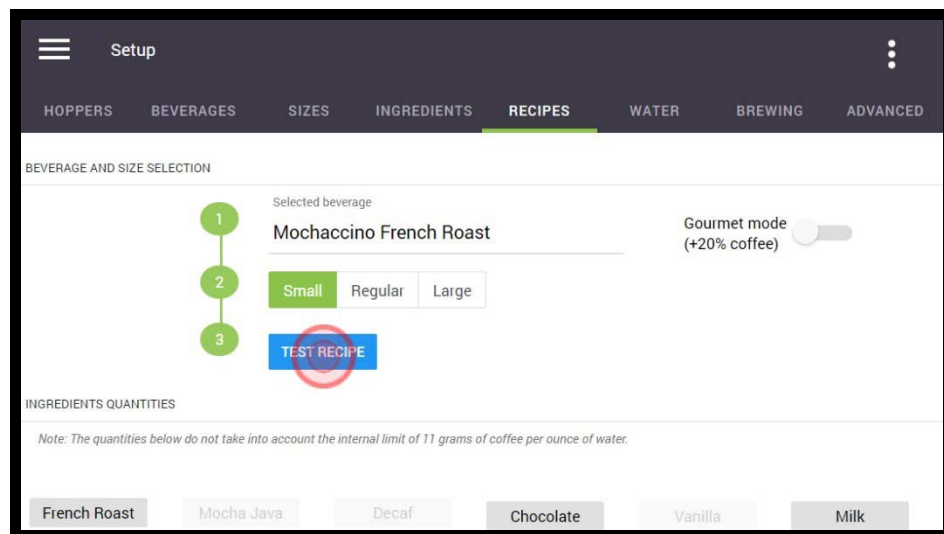 Setup
HOPPERS BEVERAGES SIZES INGREDIENTS RECIPES WATER BREWING ADVANCED
BEVERAGE AND SIZE SELECTION
Selected beverage
1 Mochaccino French Roast
Gourmet mode
(+20% coffee)
2 Small Regular Large
3 TEST RECIPE
INGREDIENTS QUANTITIES
Note: The quantities below do not take into account the internal limit of 11 grams of coffee per ounce of water.
French Roast Mocha Java Decaf Chocolate Vanilla Milk